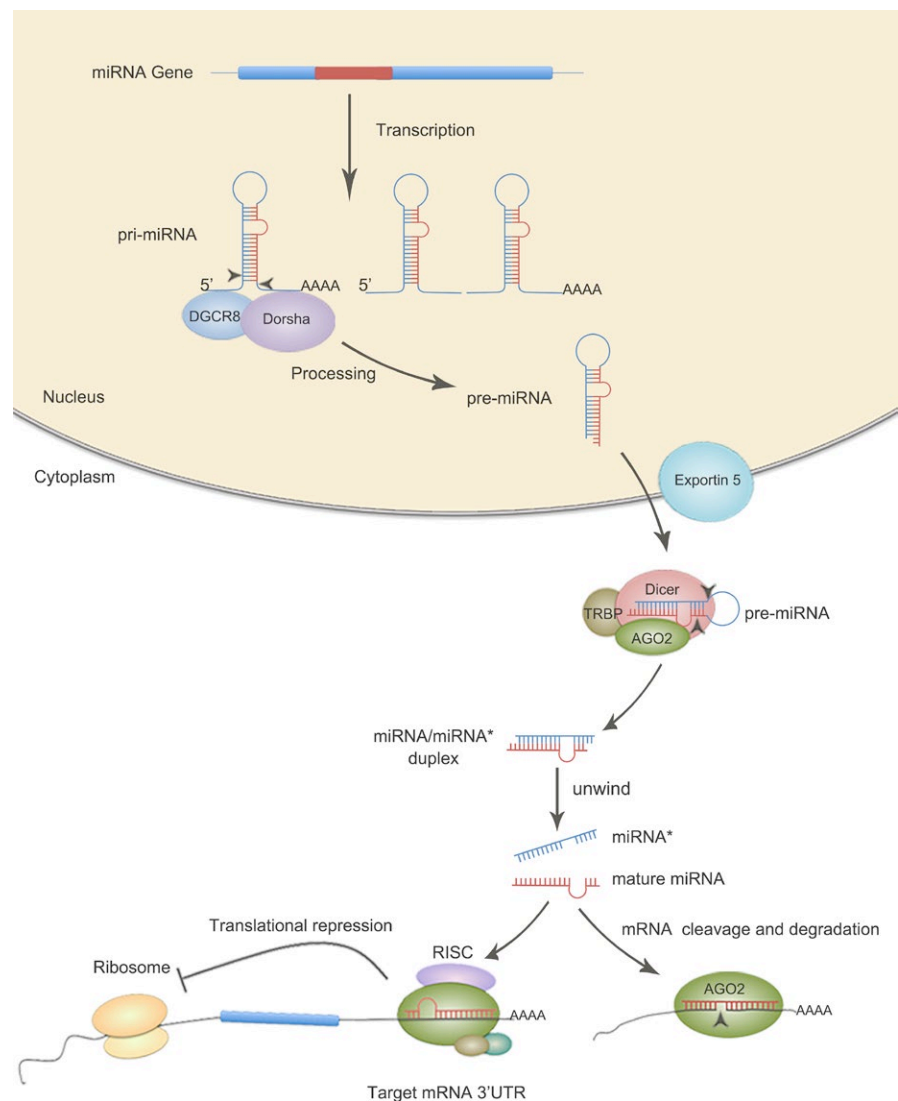 miRNA Gene
Transcription
pri-miRNA
5’
AAAA
5’
AAAA
DGCR8
Dorsha
Processing
pre-miRNA
Nucleus
Cytoplasm
Exportin 5
Dicer
TRBP
pre-miRNA
AGO2
miRNA/miRNA*
duplex
unwind
miRNA*
mature miRNA
Translational repression
mRNA cleavage and degradation
RISC
Ribosome
AGO2
AAAA
AAAA
Target mRNA 3’UTR